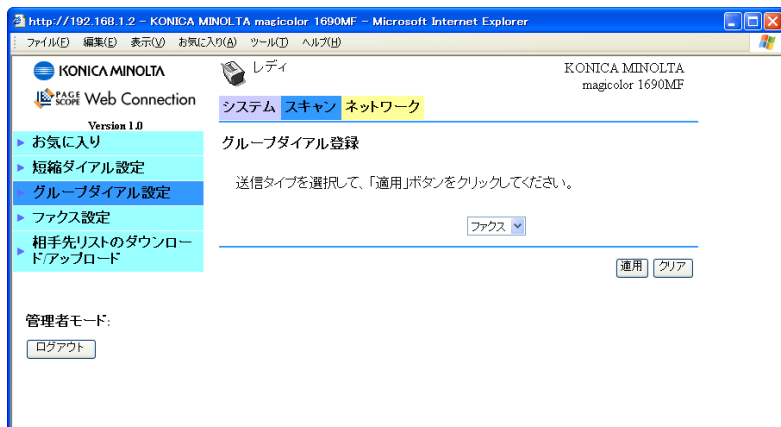 http://192.168.1.2 - KONICA MINOLTA magicolor 1690MF - Microsoft Internet Explorer
ファイル(F) 編集(E) 表示(V) お気に入り(A) ツール(T) ヘルプ(H)
KONICA MINOLTA
PAGE SCOPE Web Connection
Version 1.0
レディ
KONICA MINOLTA
magicolor 1690MF
システム スキャン ネットワーク
お気に入り
短縮ダイアル設定
グループダイアル設定
ファクス設定
相手先リストのダウンロー
ド/アップロード
管理者モード:
ログアウト
グループダイアル登録
送信タイプを選択して、「適用」ボタンをクリックしてください。
ファクス
適用 クリア